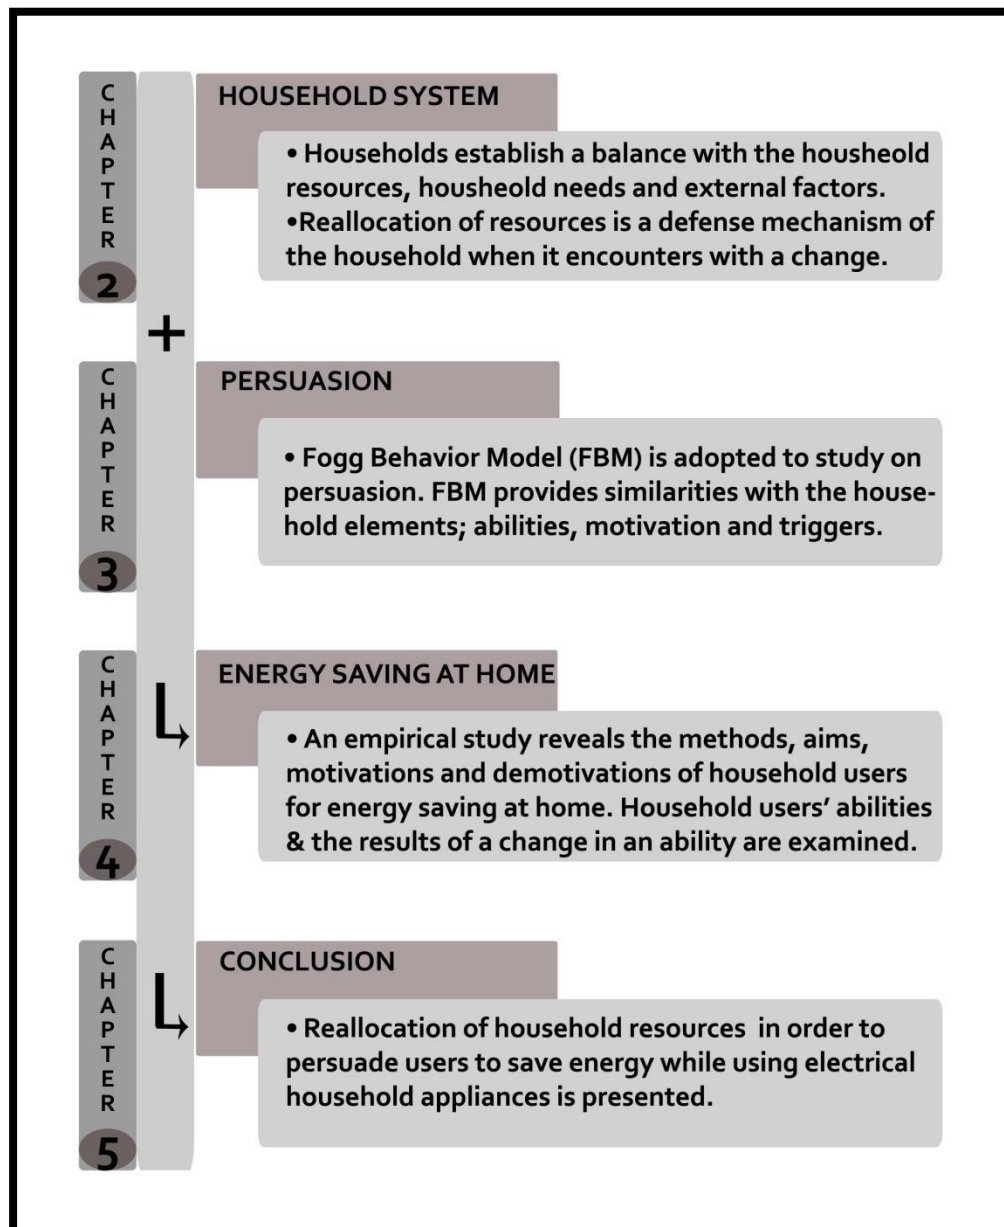 CHAPTER
2
HOUSEHOLD SYSTEM
• Households establish a balance with the housheold
resources, housheold needs and external factors.
•Reallocation of resources is a defense mechanism of
the household when it encounters with a change.
+
CHAPTER
3
PERSUASION
• Fogg Behavior Model (FBM) is adopted to study on
persuasion. FBM provides similarities with the house-
hold elements; abilities, motivation and triggers.
CHAPTER
4
ENERGY SAVING AT HOME
• An empirical study reveals the methods, aims,
motivations and demotivations of household users
for energy saving at home. Household users’ abilities
& the results of a change in an ability are examined.
CHAPTER
5
CONCLUSION
• Reallocation of household resources in order to
persuade users to save energy while using electrical
household appliances is presented.